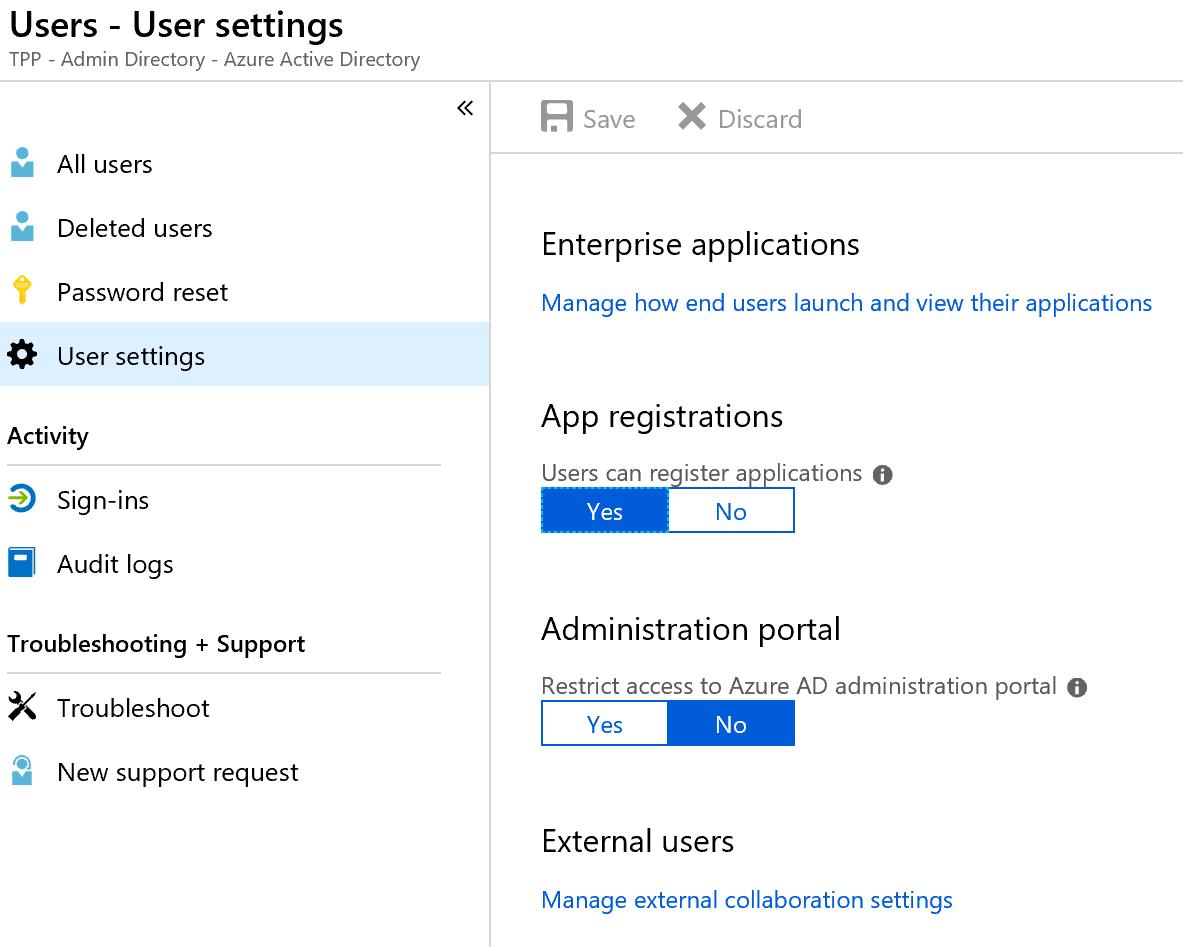 Users - User settings
TPP - Admin Directory - Azure Active Directory
All users
Deleted users
Password reset
User settings
Activity
Sign-ins
Audit logs
Troubleshooting + Support
Troubleshoot
New support request
Save Discard
Enterprise applications
Manage how end users launch and view their applications
App registrations
Users can register applications
Yes No
Administration portal
Restrict access to Azure AD administration portal
Yes No
External users
Manage external collaboration settings